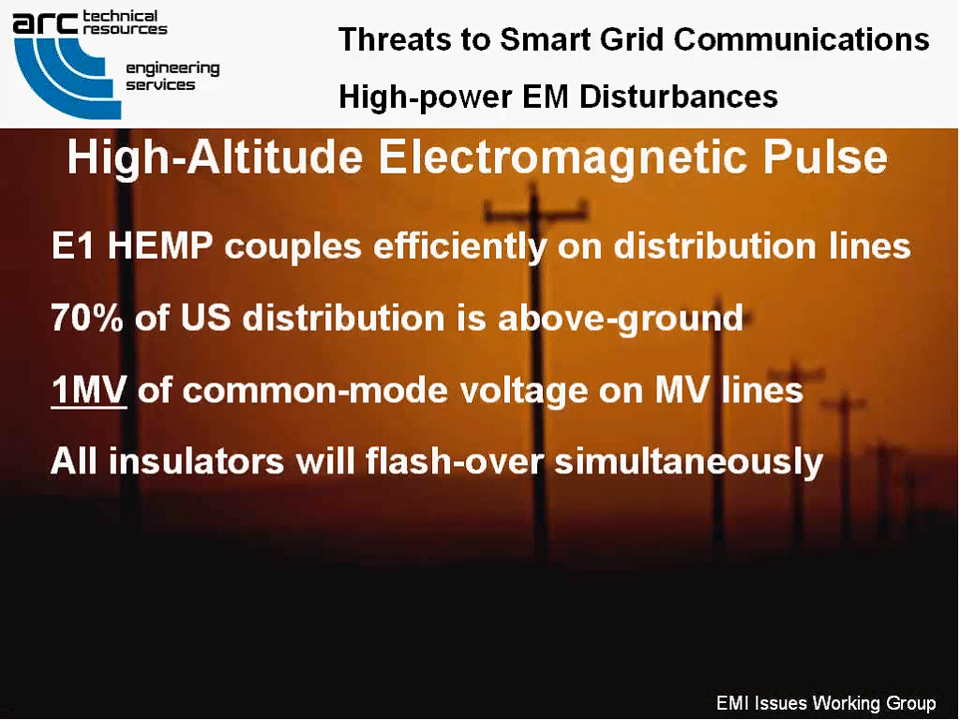 arc technical resources
engineering services
Threats to Smart Grid Communications
High-power EM Disturbances
High-Altitude Electromagnetic Pulse
E1 HEMP couples efficiently on distribution lines
70% of US distribution is above-ground
1MV of common-mode voltage on MV lines
All insulators will flash-over simultaneously
EMI Issues Working Group